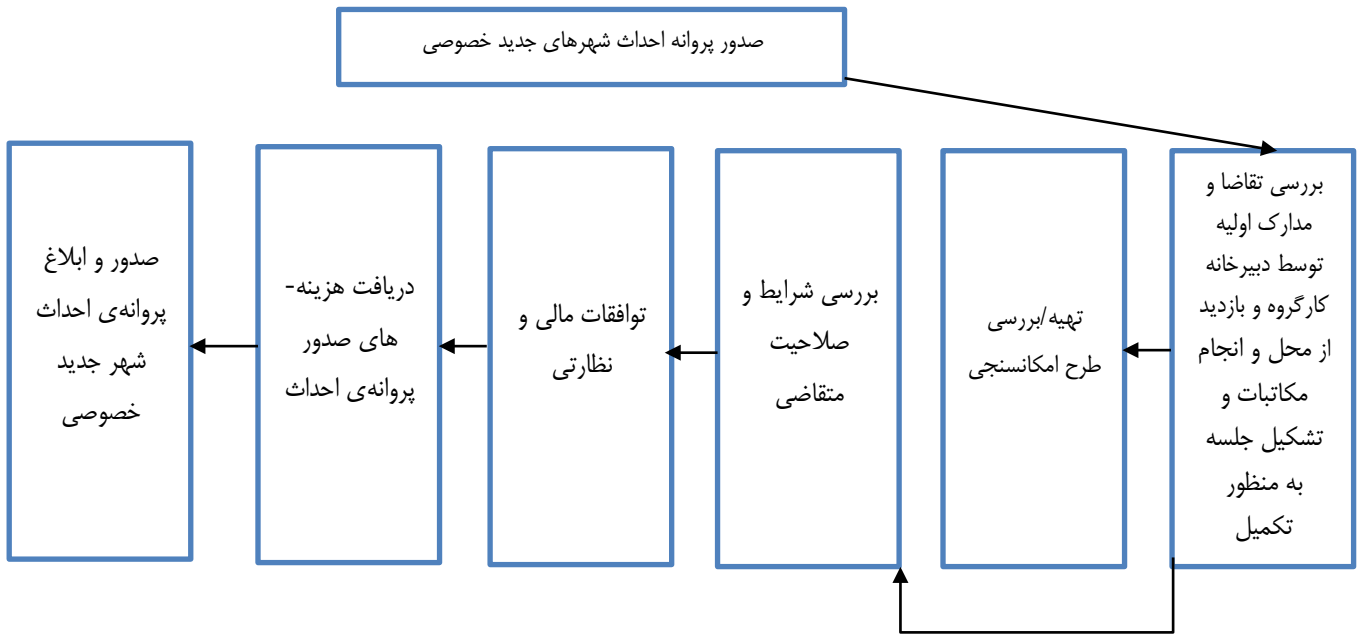 صدور پروانه احداث شهرهای جدید خصوصی
بررسی تقاضا و
مدارک اولیه
توسط دبیرخانه
کارگروه و بازدید
از محل و انجام
مکاتبات و
تشکیل جلسه
به منظور
تکمیل
تهیه/بررسی
طرح امکانسنجی
بررسی شرایط و
صلاحیت
متقاضی
توافقات مالی و
نظارتی
دریافت هزینه-
های صدور
پروانه‌ی احداث
صدور و ابلاغ
پروانه‌ی احداث
شهر جدید
خصوصی